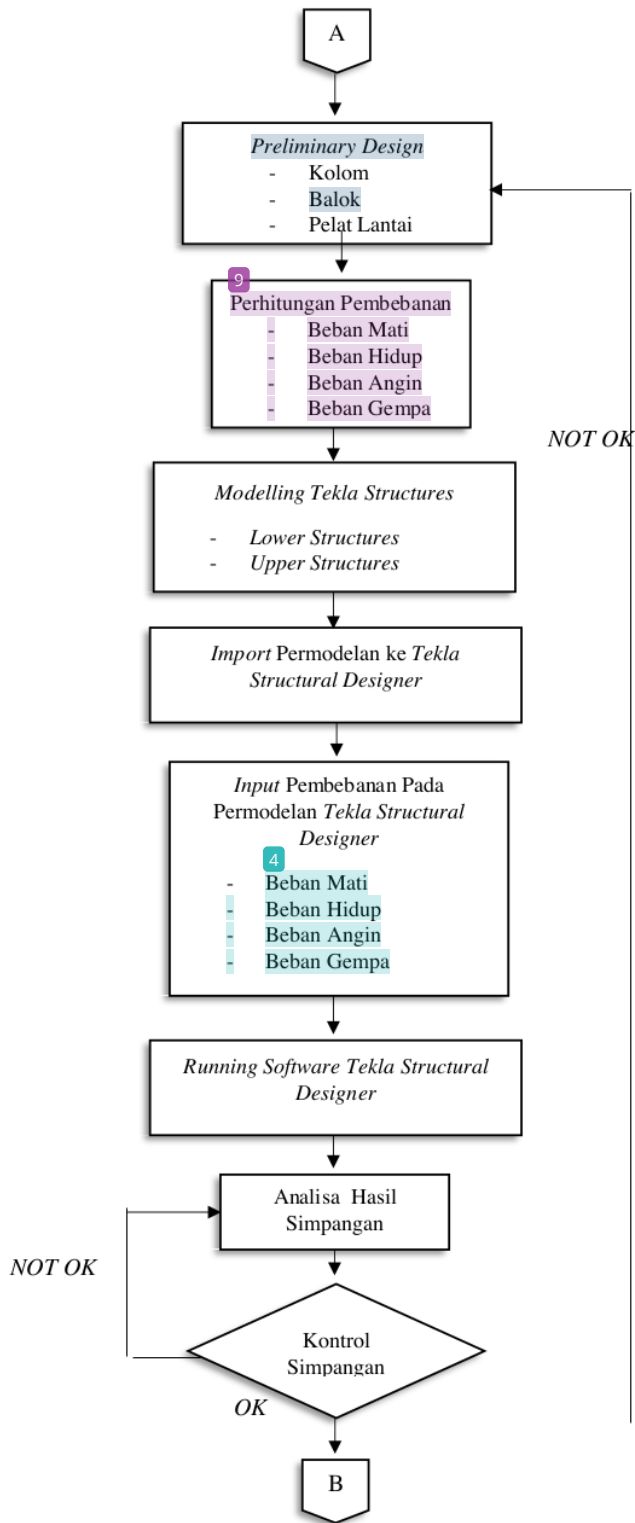 A
Preliminary Design
- Kolom
- Balok
- Pelat Lantai
9
Perhitungan Pembebanan
- Beban Mati
- Beban Hidup
- Beban Angin
- Beban Gempa
NOT OK
Modelling Tekla Structures
- Lower Structures
- Upper Structures
Import Permodelan ke Tekla
Structural Designer
Input Pembebanan Pada
Permodelan Tekla Structural
Designer
4
- Beban Mati
- Beban Hidup
- Beban Angin
- Beban Gempa
Running Software Tekla Structural
Designer
Analisa Hasil
Simpangan
NOT OK
Kontrol
Simpangan
OK
B